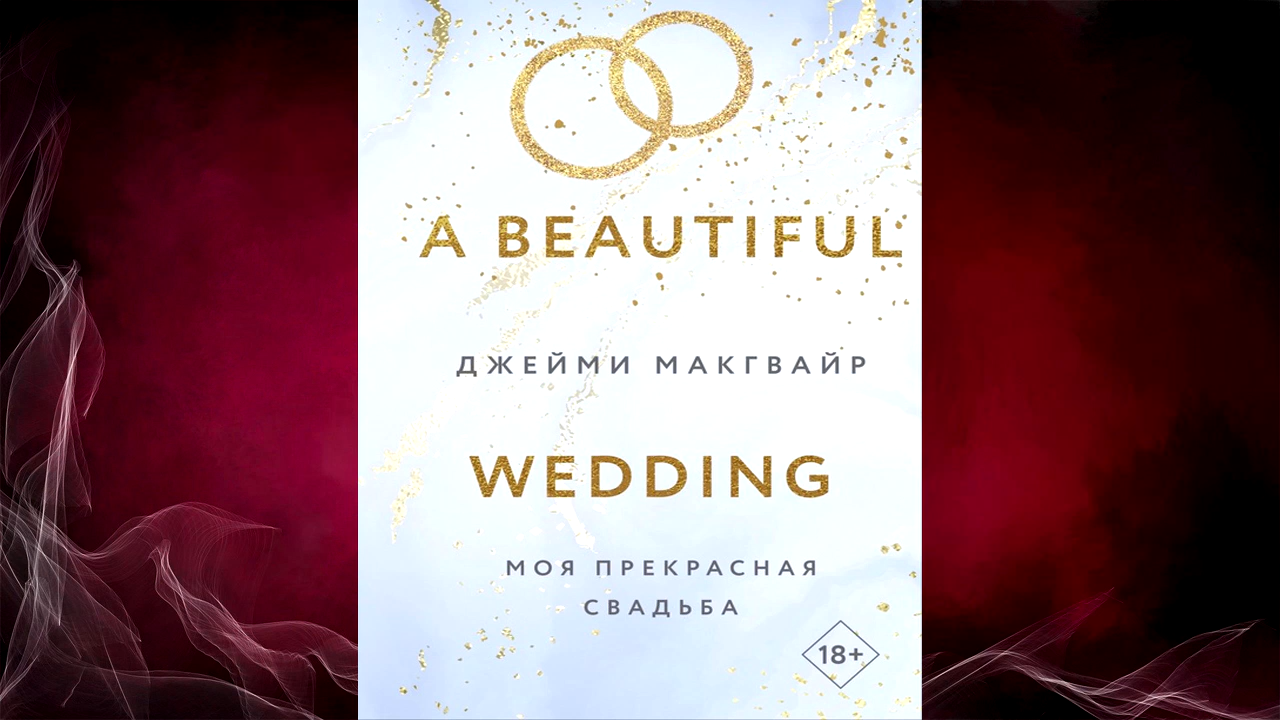 A BEAUTIFUL
ДЖЕЙМИ МАКГВАЙР
WEDDING
МОЯ ПРЕКРАСНАЯ
СВАДЬБА
18+